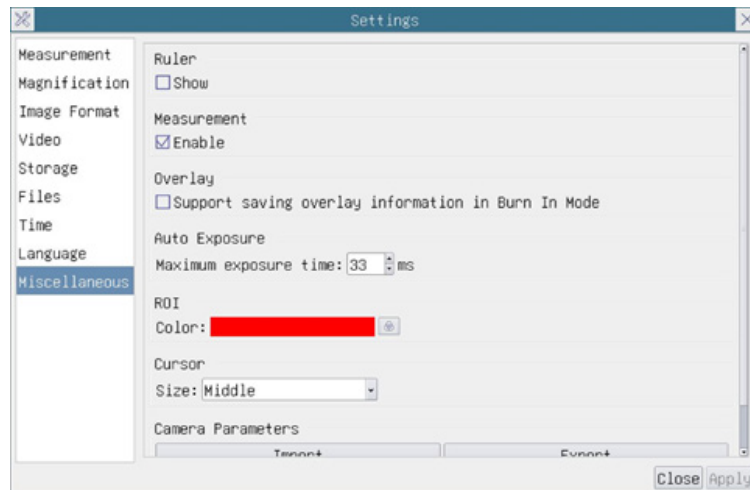 Settings
Measurement
Magnification
Image Format
Video
Storage
Files
Time
Language
Miscellaneous
Ruler
Show
Measurement
Enable
Overlay
Support saving overlay information in Burn In Mode
Auto Exposure
Maximum exposure time: 33 ms
ROI
Color:
Cursor
Size: Middle
Camera Parameters
Import Export
Close Apply